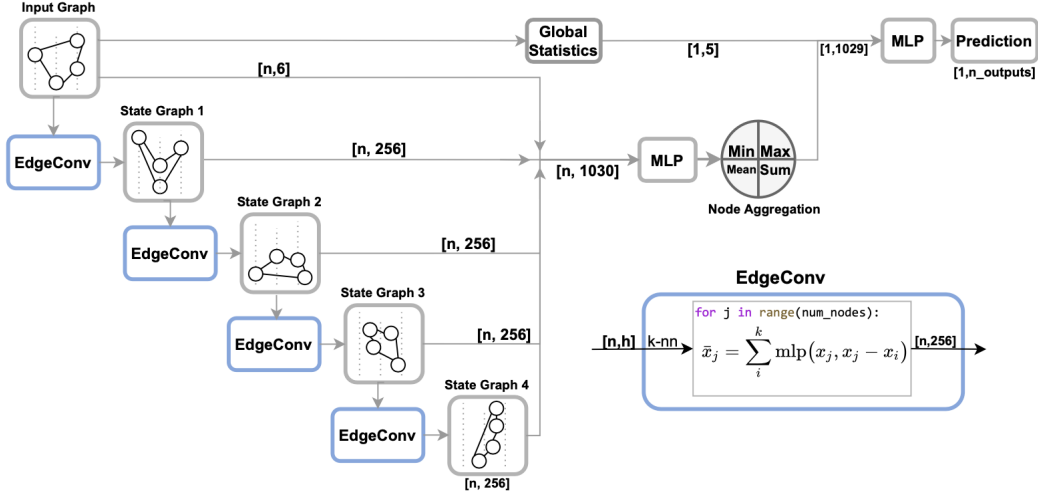 Input Graph
Global
Statistics
[1,5]
[1,1029]
MLP
Prediction
[1,n_outputs]
[n,6]
State Graph 1
EdgeConv
[n, 256]
[n, 1030]
MLP
Min
Max
Mean
Sum
Node Aggregation
State Graph 2
EdgeConv
[n, 256]
State Graph 3
EdgeConv
[n, 256]
State Graph 4
EdgeConv
[n, 256]
EdgeConv
for j in range(num_nodes):
[n,h]
k-nn
x̄_j = ∑_i^k mlp(x_j, x_j − x_i)
[n,256]